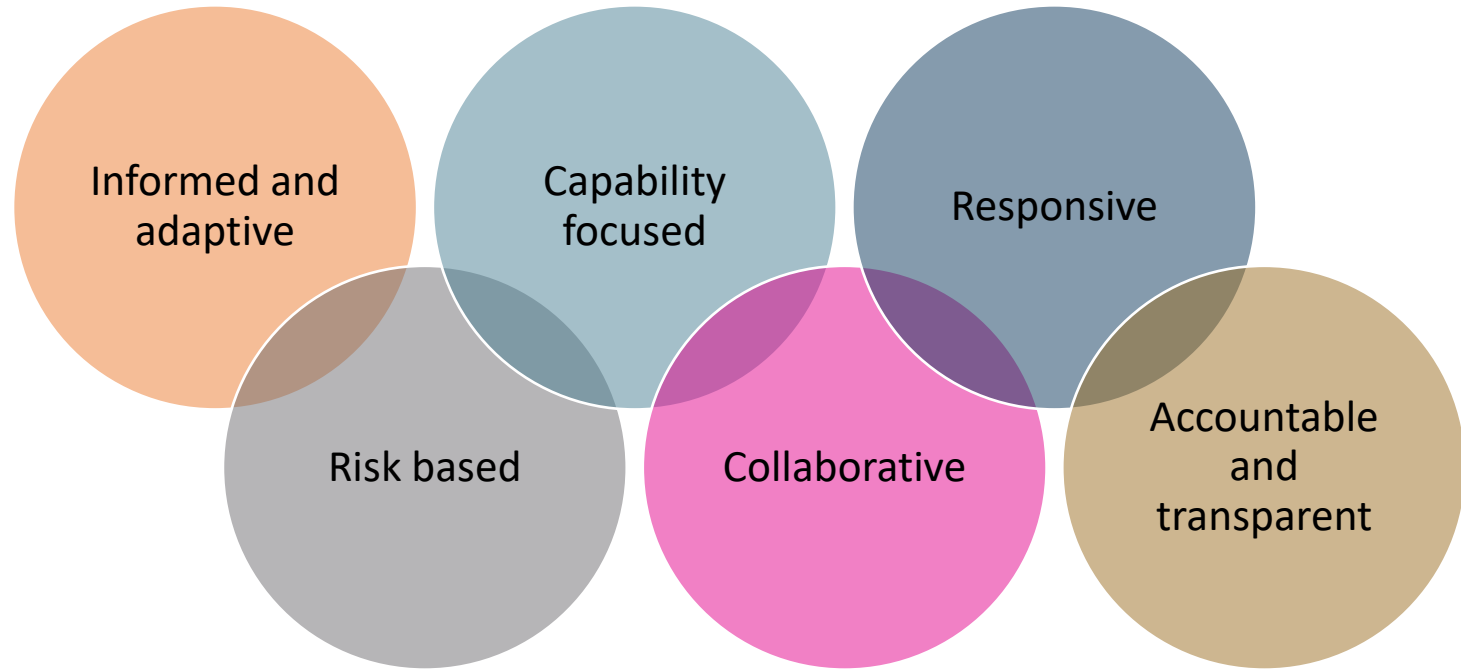 Informed and
adaptive
Risk based
Capability
focused
Collaborative
Responsive
Accountable
and
transparent